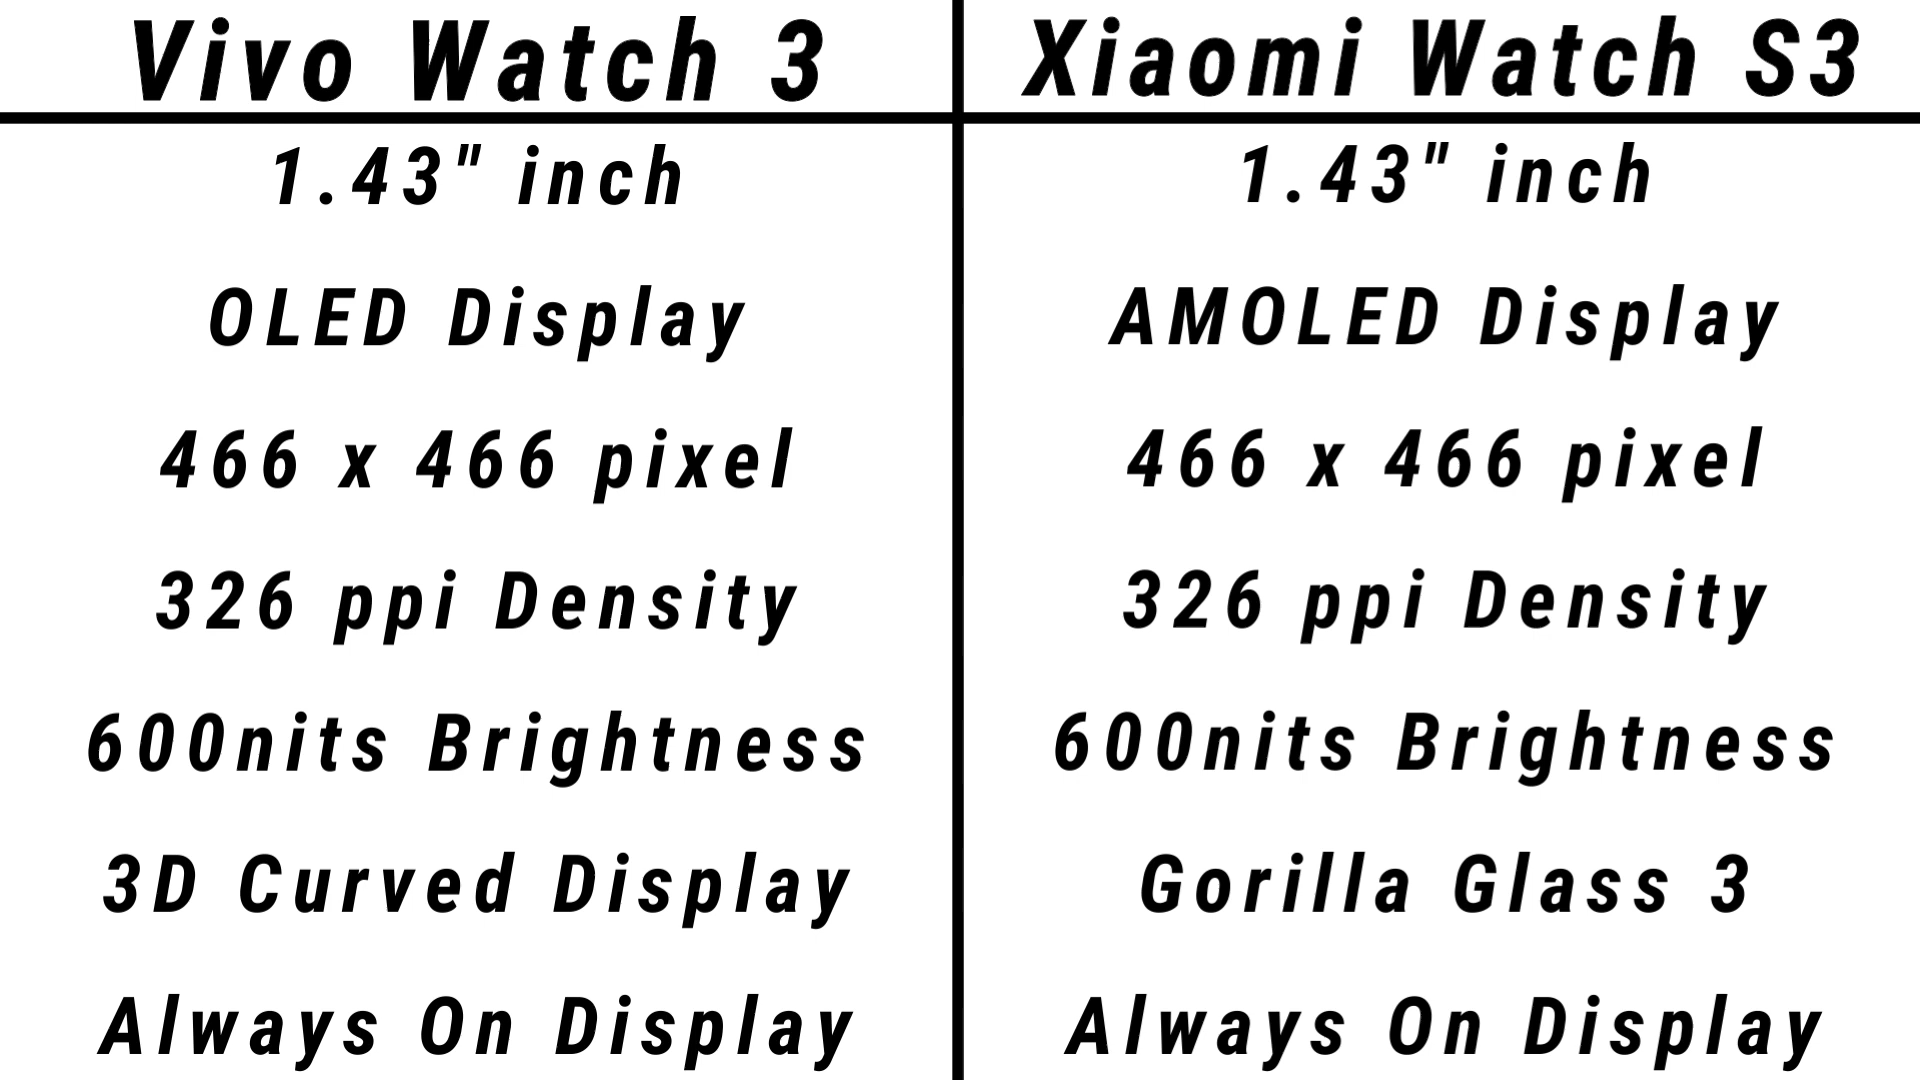 Vivo Watch 3
Xiaomi Watch S3
1.43" inch
1.43" inch
OLED Display
AMOLED Display
466 x 466 pixel
466 x 466 pixel
326 ppi Density
326 ppi Density
600nits Brightness
600nits Brightness
3D Curved Display
Gorilla Glass 3
Always On Display
Always On Display